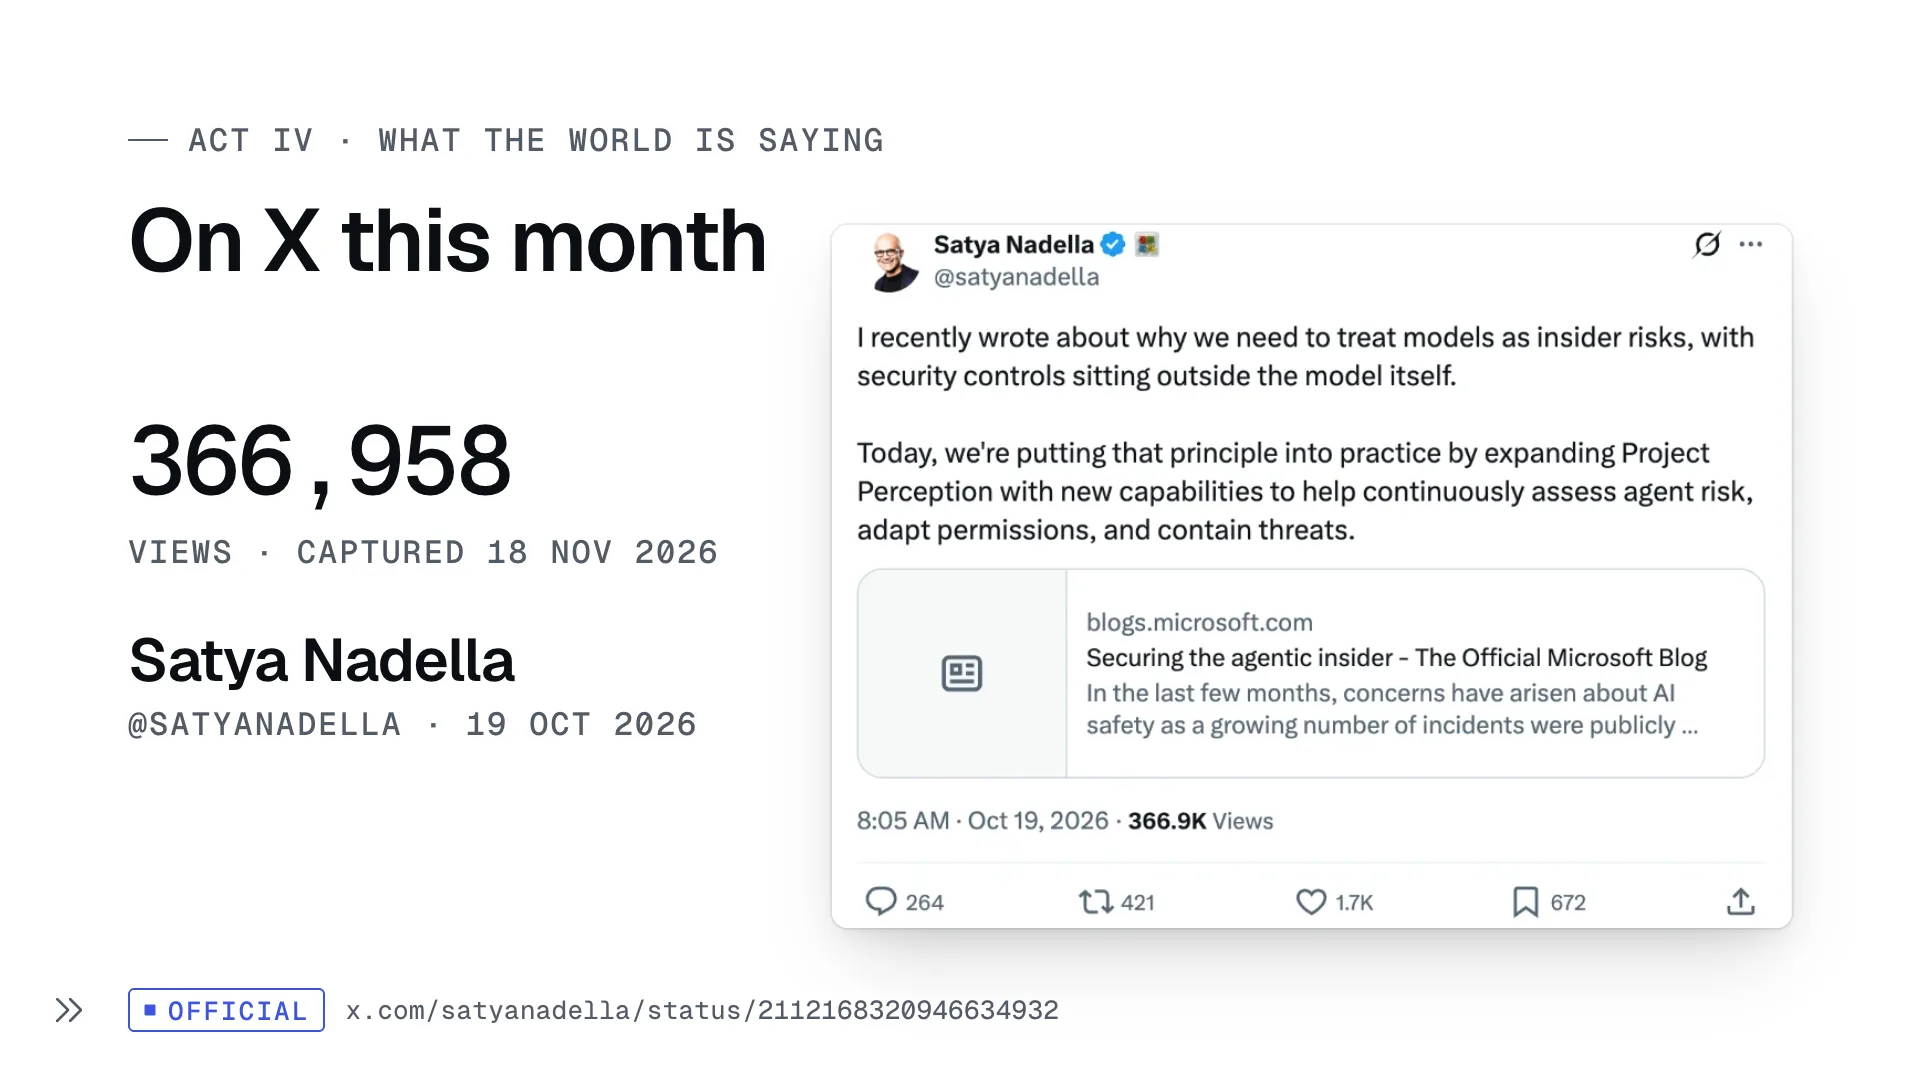 ACT IV · WHAT THE WORLD IS SAYING
On X this month
366,958
VIEWS · CAPTURED 18 NOV 2026
Satya Nadella
@SATYANADELLA · 19 OCT 2026
Satya Nadella
@satyanadella
I recently wrote about why we need to treat models as insider risks, with
security controls sitting outside the model itself.
Today, we're putting that principle into practice by expanding Project
Perception with new capabilities to help continuously assess agent risk,
adapt permissions, and contain threats.
blogs.microsoft.com
Securing the agentic insider - The Official Microsoft Blog
In the last few months, concerns have arisen about AI
safety as a growing number of incidents were publicly ...
8:05 AM · Oct 19, 2026 · 366.9K Views
264 421 1.7K 672
OFFICIAL x.com/satyanadella/status/2112168320946634932